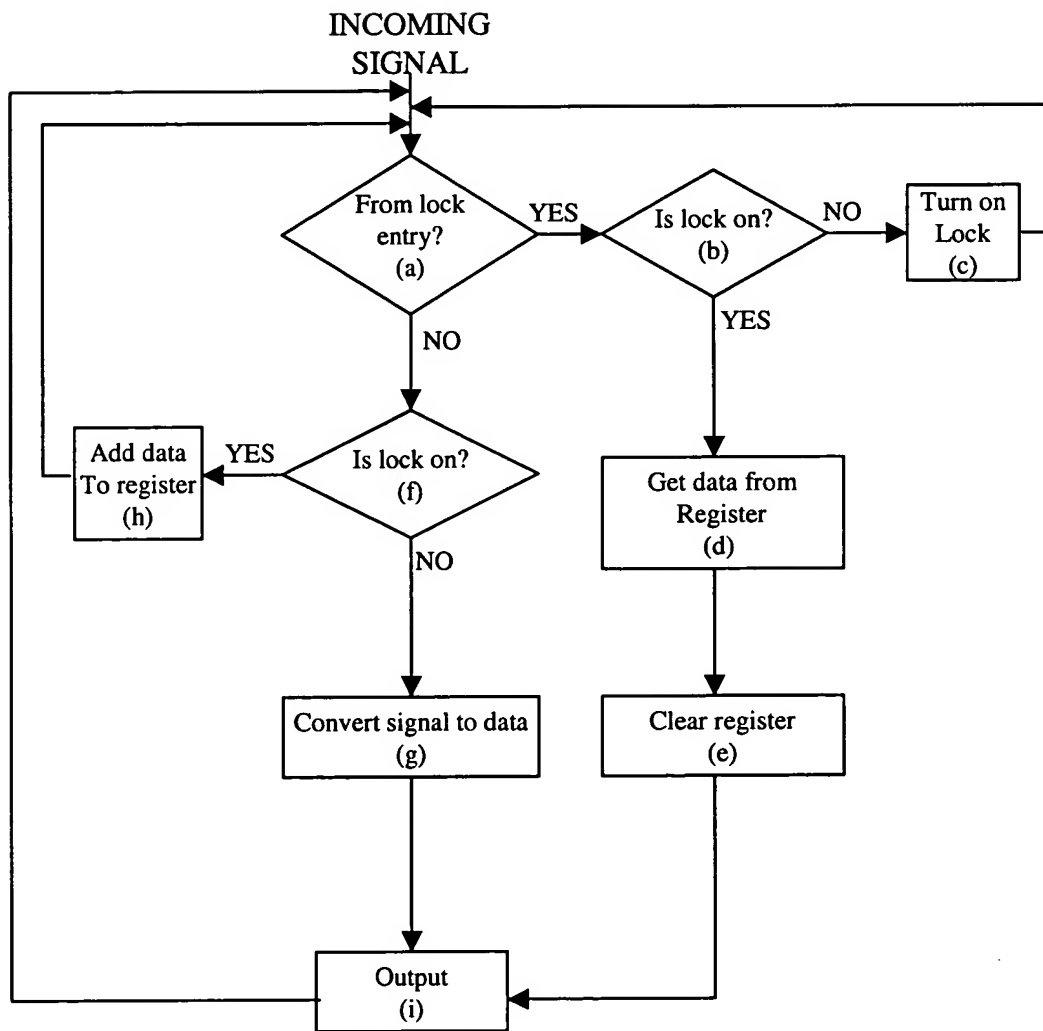 INCOMING
SIGNAL
From lock
entry?
(a)
YES
Is lock on?
(b)
NO
Turn on
Lock
(c)
NO
YES
Add data
To register
(h)
YES
Is lock on?
(f)
Get data from
Register
(d)
NO
Convert signal to data
(g)
Clear register
(e)
Output
(i)